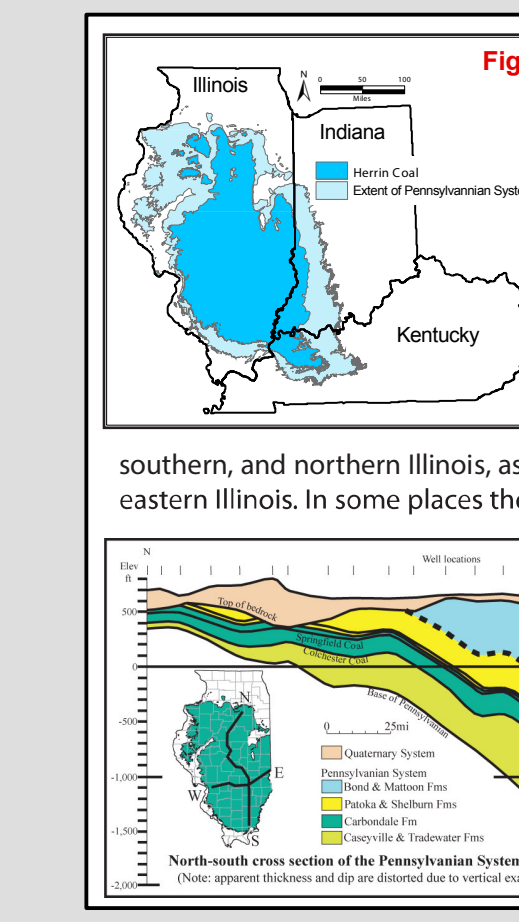 Fig
Illinois
N
0 50 100
Miles
Indiana
Herrin Coal
Extent of Pennsylvannian Syst
Kentucky
southern, and northern Illinois, as
eastern Illinois. In some places the
N
Well locations
Elev
ft
Top of bedrock
500
Springfield Coal
Colchester Coal
0
Base of Pennsylvanian
N
-500
0 25mi
Quaternary System
E
Pennsylvanian System
-1,000
Bond & Mattoon Fms
W
Patoka & Shelburn Fms
Carbondale Fm
-1,500
Caseyville & Tradewater Fms
S
North-south cross section of the Pennsylvanian System
(Note: apparent thickness and dip are distorted due to vertical exa
-2,000